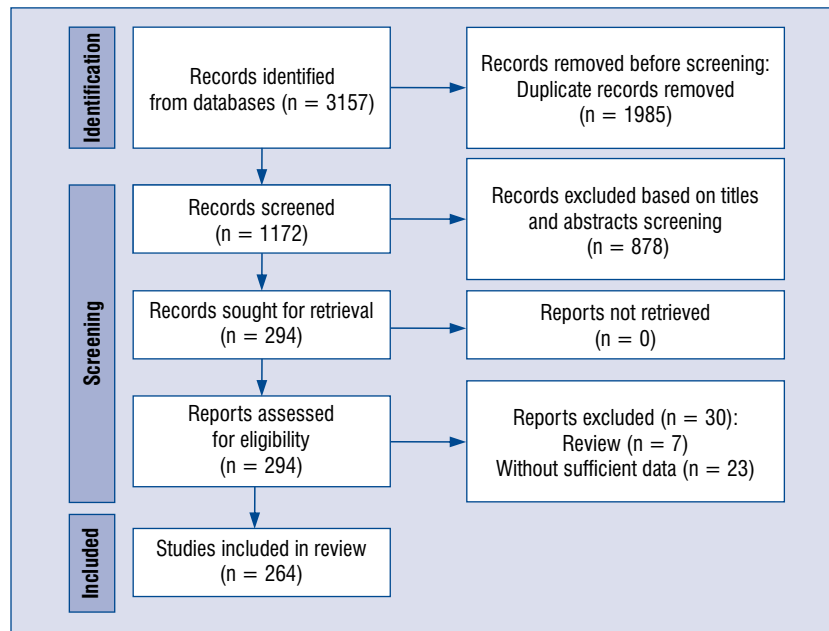 Identification
Records identified
from databases (n = 3157)
Records removed before screening:
Duplicate records removed
(n = 1985)
Screening
Records screened
(n = 1172)
Records excluded based on titles
and abstracts screening
(n = 878)
Records sought for retrieval
(n = 294)
Reports not retrieved
(n = 0)
Reports assessed
for eligibility
(n = 294)
Reports excluded (n = 30):
Review (n = 7)
Without sufficient data (n = 23)
Included
Studies included in review
(n = 264)